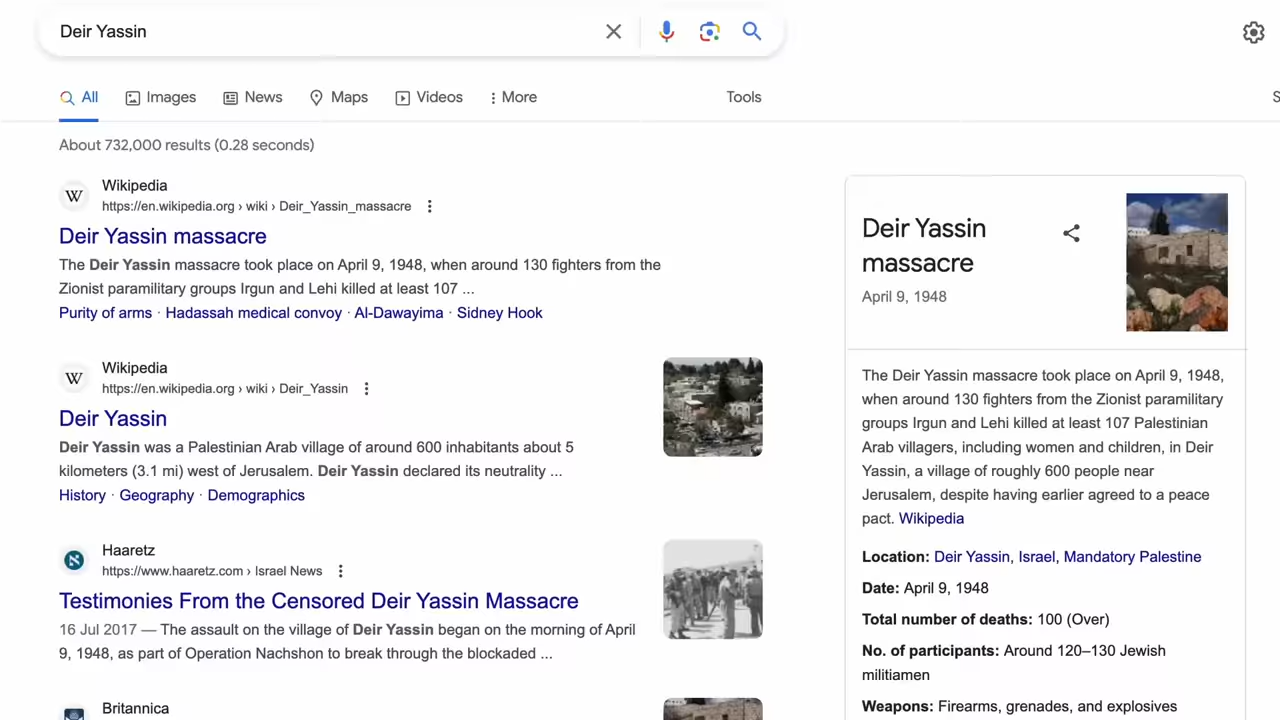 Deir Yassin
All
Images
News
Maps
Videos
More
Tools
S
About 732,000 results (0.28 seconds)
W
Wikipedia
https://en.wikipedia.org › wiki › Deir_Yassin_massacre
Deir Yassin massacre
The Deir Yassin massacre took place on April 9, 1948, when around 130 fighters from the
Zionist paramilitary groups Irgun and Lehi killed at least 107 ...
Purity of arms · Hadassah medical convoy · Al-Dawayima · Sidney Hook
W
Wikipedia
https://en.wikipedia.org › wiki › Deir_Yassin
Deir Yassin
Deir Yassin was a Palestinian Arab village of around 600 inhabitants about 5
kilometers (3.1 mi) west of Jerusalem. Deir Yassin declared its neutrality ...
History · Geography · Demographics
Haaretz
https://www.haaretz.com › Israel News
Testimonies From the Censored Deir Yassin Massacre
16 Jul 2017 — The assault on the village of Deir Yassin began on the morning of April
9, 1948, as part of Operation Nachshon to break through the blockaded ...
Britannica
Deir Yassin
massacre
April 9, 1948
The Deir Yassin massacre took place on April 9, 1948,
when around 130 fighters from the Zionist paramilitary
groups Irgun and Lehi killed at least 107 Palestinian
Arab villagers, including women and children, in Deir
Yassin, a village of roughly 600 people near
Jerusalem, despite having earlier agreed to a peace
pact. Wikipedia
Location: Deir Yassin, Israel, Mandatory Palestine
Date: April 9, 1948
Total number of deaths: 100 (Over)
No. of participants: Around 120–130 Jewish
militiamen
Weapons: Firearms, grenades, and explosives